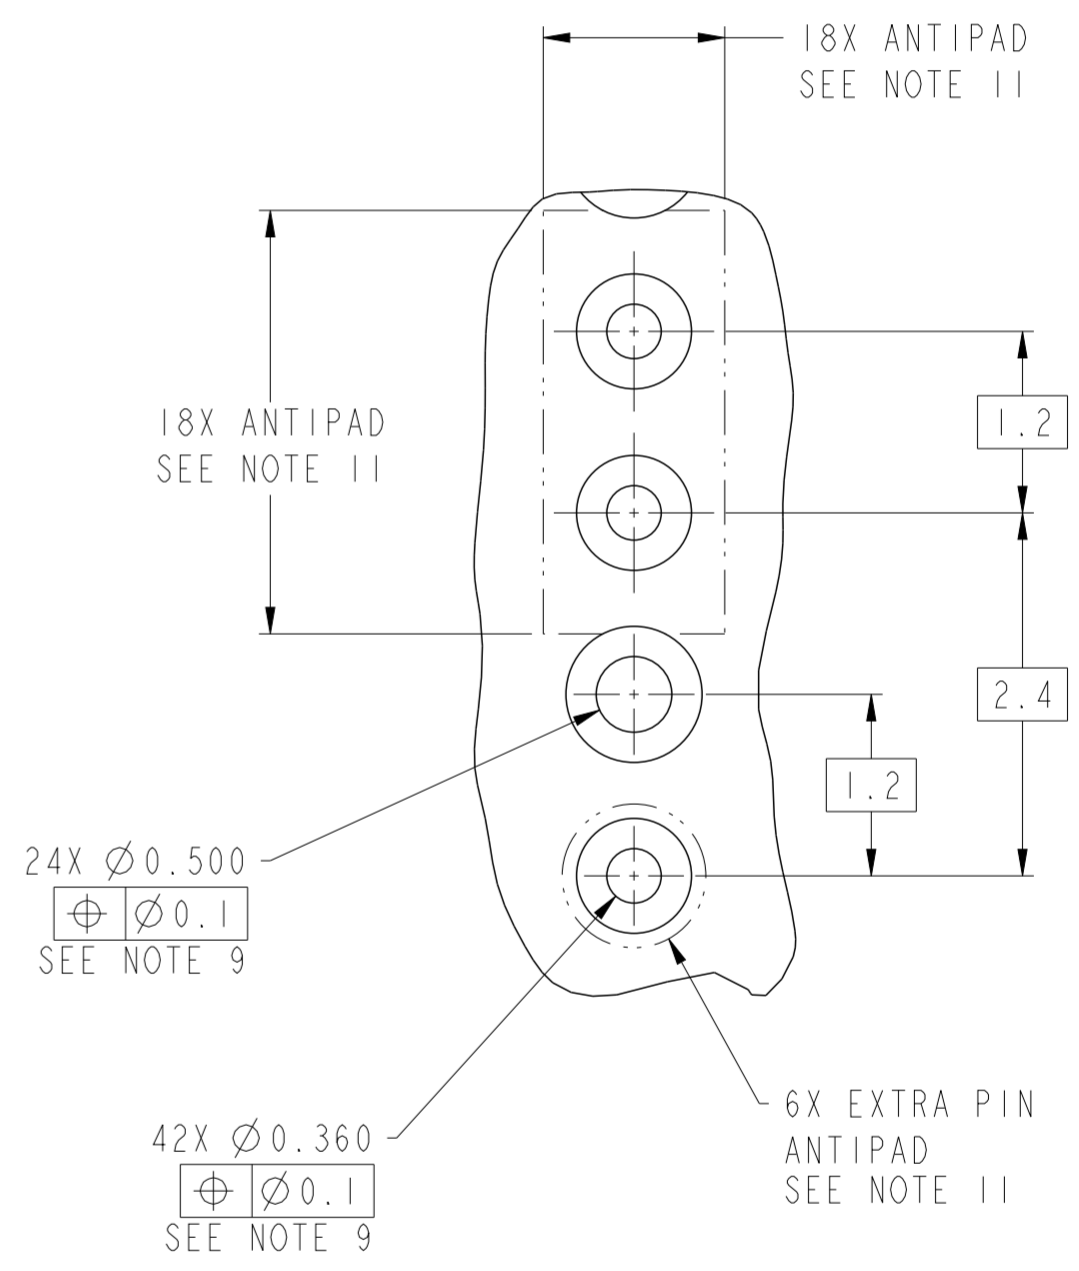 18X ANTIPAD
SEE NOTE 11
18X ANTIPAD
SEE NOTE 11
1.2
2.4
1.2
24X Ø0.500
⌖ Ø0.1
SEE NOTE 9
42X Ø0.360
⌖ Ø0.1
SEE NOTE 9
6X EXTRA PIN
ANTIPAD
SEE NOTE 11